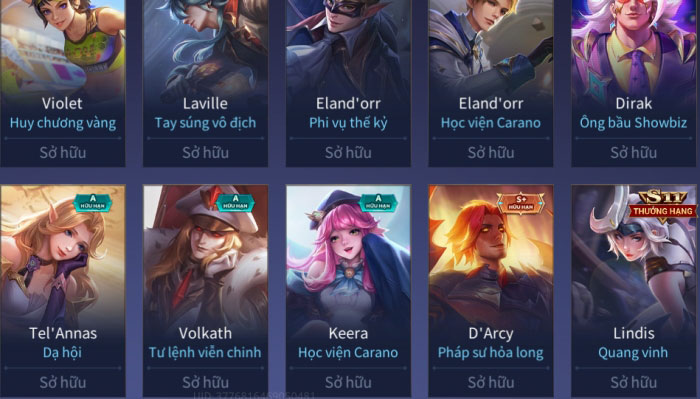 Violet
Huy chương vàng
Sở hữu
Laville
Tay súng vô địch
Sở hữu
Eland'orr
Phi vụ thế kỷ
Sở hữu
Eland'orr
Học viện Carano
Sở hữu
Dirak
Ông bầu Showbiz
Sở hữu
A
HỮU HẠN
Tel'Annas
Dạ hội
Sở hữu
A
HỮU HẠN
Volkath
Tư lệnh viễn chinh
Sở hữu
A
HỮU HẠN
Keera
Học viện Carano
Sở hữu
S+
HỮU HẠN
D'Arcy
Pháp sư hỏa long
Sở hữu
S11
THƯỞNG HẠNG
Lindis
Quang vinh
Sở hữu